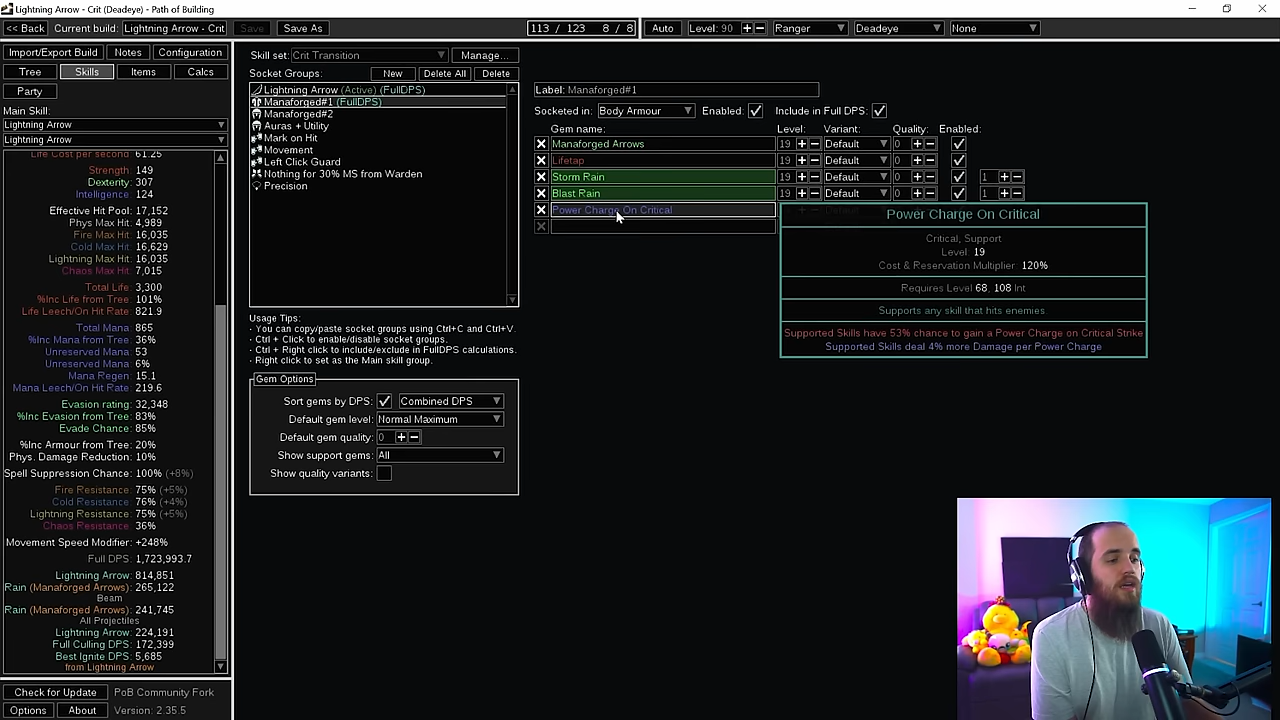 Lightning Arrow - Crit (Deadeye) - Path of Building
<< Back Current build: Lightning Arrow - Crit Save Save As 113 / 123 8 / 8 Auto Level: 90 + - Ranger Deadeye None
Import/Export Build Notes Configuration
Tree Skills Items Calcs
Party
Main Skill:
Lightning Arrow
Lightning Arrow
Life Cost per second: 61.25
Strength: 149
Dexterity: 307
Intelligence: 124
Effective Hit Pool: 17,152
Phys Max Hit: 4,989
Fire Max Hit: 16,035
Cold Max Hit: 16,629
Lightning Max Hit: 16,035
Chaos Max Hit: 7,015
Total Life: 3,300
%Inc Life from Tree: 101%
Life Leech/On Hit Rate: 821.9
Total Mana: 865
%Inc Mana from Tree: 36%
Unreserved Mana: 53
Unreserved Mana: 6%
Mana Regen: 15.1
Mana Leech/On Hit Rate: 219.6
Evasion rating: 32,348
%Inc Evasion from Tree: 83%
Evade Chance: 85%
%Inc Armour from Tree: 20%
Phys. Damage Reduction: 10%
Spell Suppression Chance: 100% (+8%)
Fire Resistance: 75% (+5%)
Cold Resistance: 76% (+4%)
Lightning Resistance: 75% (+5%)
Chaos Resistance: 36%
Movement Speed Modifier: +248%
Full DPS: 1,723,993.7
Lightning Arrow: 814,851
Rain (Manaforged Arrows): 265,122
Beam
Rain (Manaforged Arrows): 241,745
All Projectiles
Lightning Arrow: 224,191
Full Culling DPS: 172,399
Best Ignite DPS: 5,685
from Lightning Arrow
Check for Update PoB Community Fork
Options About Version: 2.35.5
Skill set: Crit Transition Manage...
Socket Groups: New Delete All Delete
Lightning Arrow (Active) (FullDPS)
Manaforged#1 (FullDPS)
Manaforged#2
Auras + Utility
Mark on Hit
Movement
Left Click Guard
Nothing for 30% MS from Warden
Precision
Usage Tips:
- You can copy/paste socket groups using Ctrl+C and Ctrl+V.
- Ctrl + Click to enable/disable socket groups.
- Ctrl + Right click to include/exclude in FullDPS calculations.
- Right click to set as the Main skill group.
Gem Options
Sort gems by DPS: Combined DPS
Default gem level: Normal Maximum
Default gem quality: 0 + -
Show support gems: All
Show quality variants:
Label: Manaforged#1
Socketed in: Body Armour Enabled: Include in Full DPS:
Gem name: Level: Variant: Quality: Enabled:
Manaforged Arrows 19 + - Default 0 + -
Lifetap 19 + - Default 0 + -
Storm Rain 19 + - Default 0 + - 1 + -
Blast Rain 19 + - Default 0 + - 1 + -
Power Charge On Critical
Power Charge On Critical
Critical, Support
Level: 19
Cost & Reservation Multiplier: 120%
Requires Level 68, 108 Int
Supports any skill that hits enemies.
Supported Skills have 53% chance to gain a Power Charge on Critical Strike
Supported Skills deal 4% more Damage per Power Charge